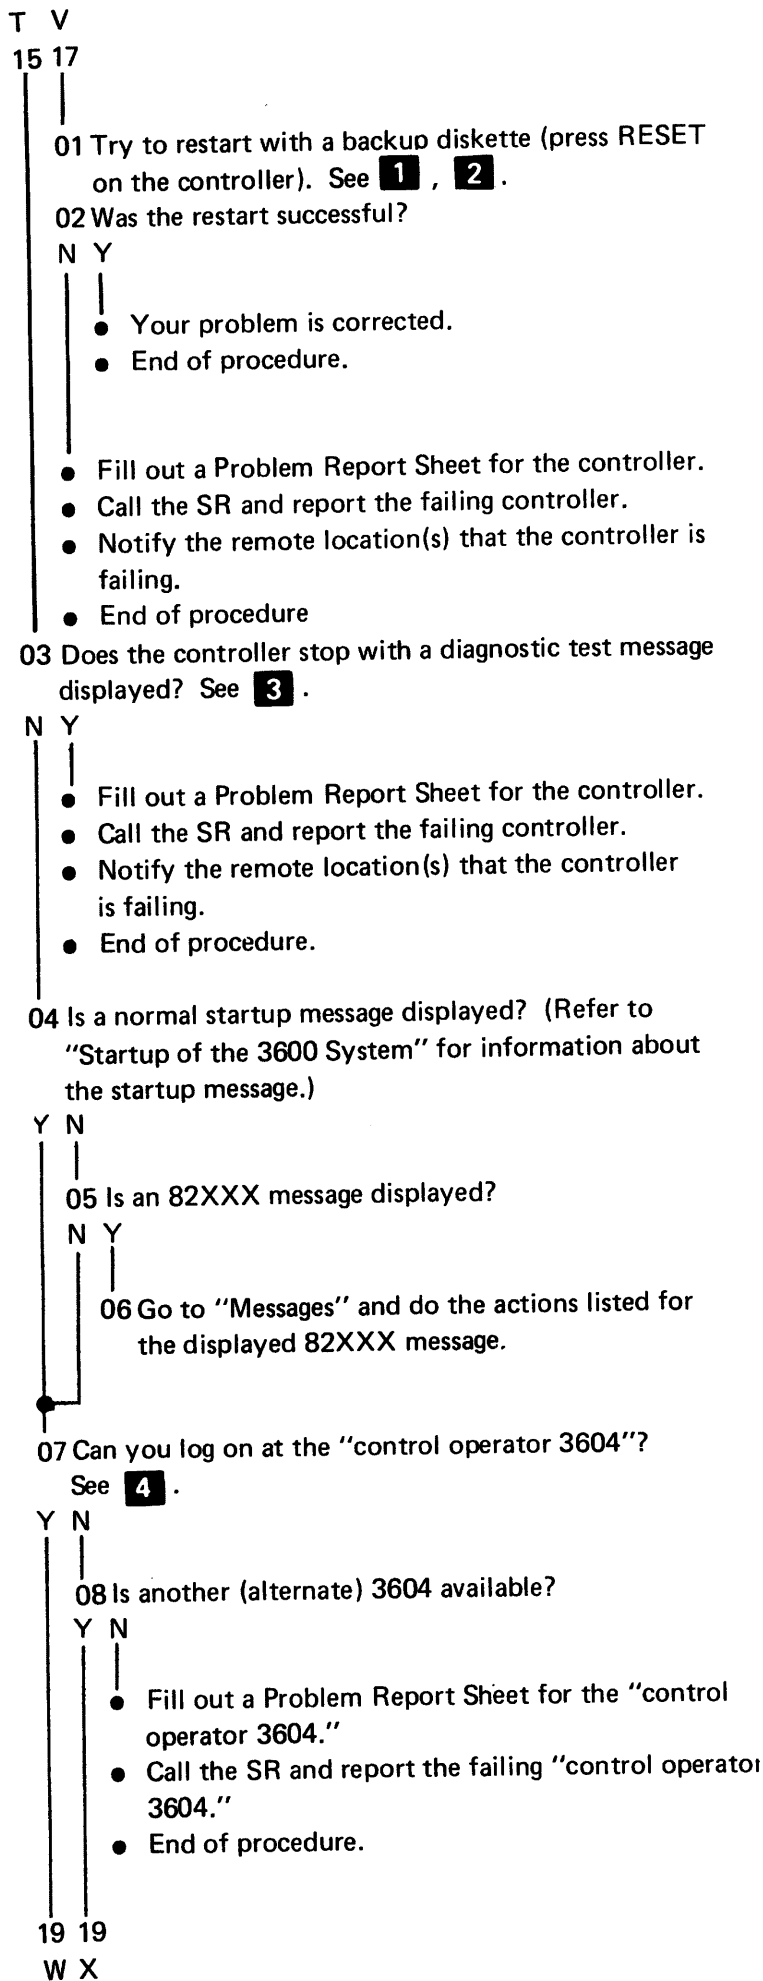 T V
15 17
01 Try to restart with a backup diskette (press RESET
on the controller). See 1 , 2 .
02 Was the restart successful?
N Y
● Your problem is corrected.
● End of procedure.
● Fill out a Problem Report Sheet for the controller.
● Call the SR and report the failing controller.
● Notify the remote location(s) that the controller is
failing.
● End of procedure
03 Does the controller stop with a diagnostic test message
displayed? See 3 .
N Y
● Fill out a Problem Report Sheet for the controller.
● Call the SR and report the failing controller.
● Notify the remote location(s) that the controller
is failing.
● End of procedure.
04 Is a normal startup message displayed? (Refer to
"Startup of the 3600 System" for information about
the startup message.)
Y N
05 Is an 82XXX message displayed?
N Y
06 Go to "Messages" and do the actions listed for
the displayed 82XXX message.
07 Can you log on at the "control operator 3604"?
See 4 .
Y N
08 Is another (alternate) 3604 available?
Y N
● Fill out a Problem Report Sheet for the "control
operator 3604."
● Call the SR and report the failing "control operator
3604."
● End of procedure.
19 19
W X